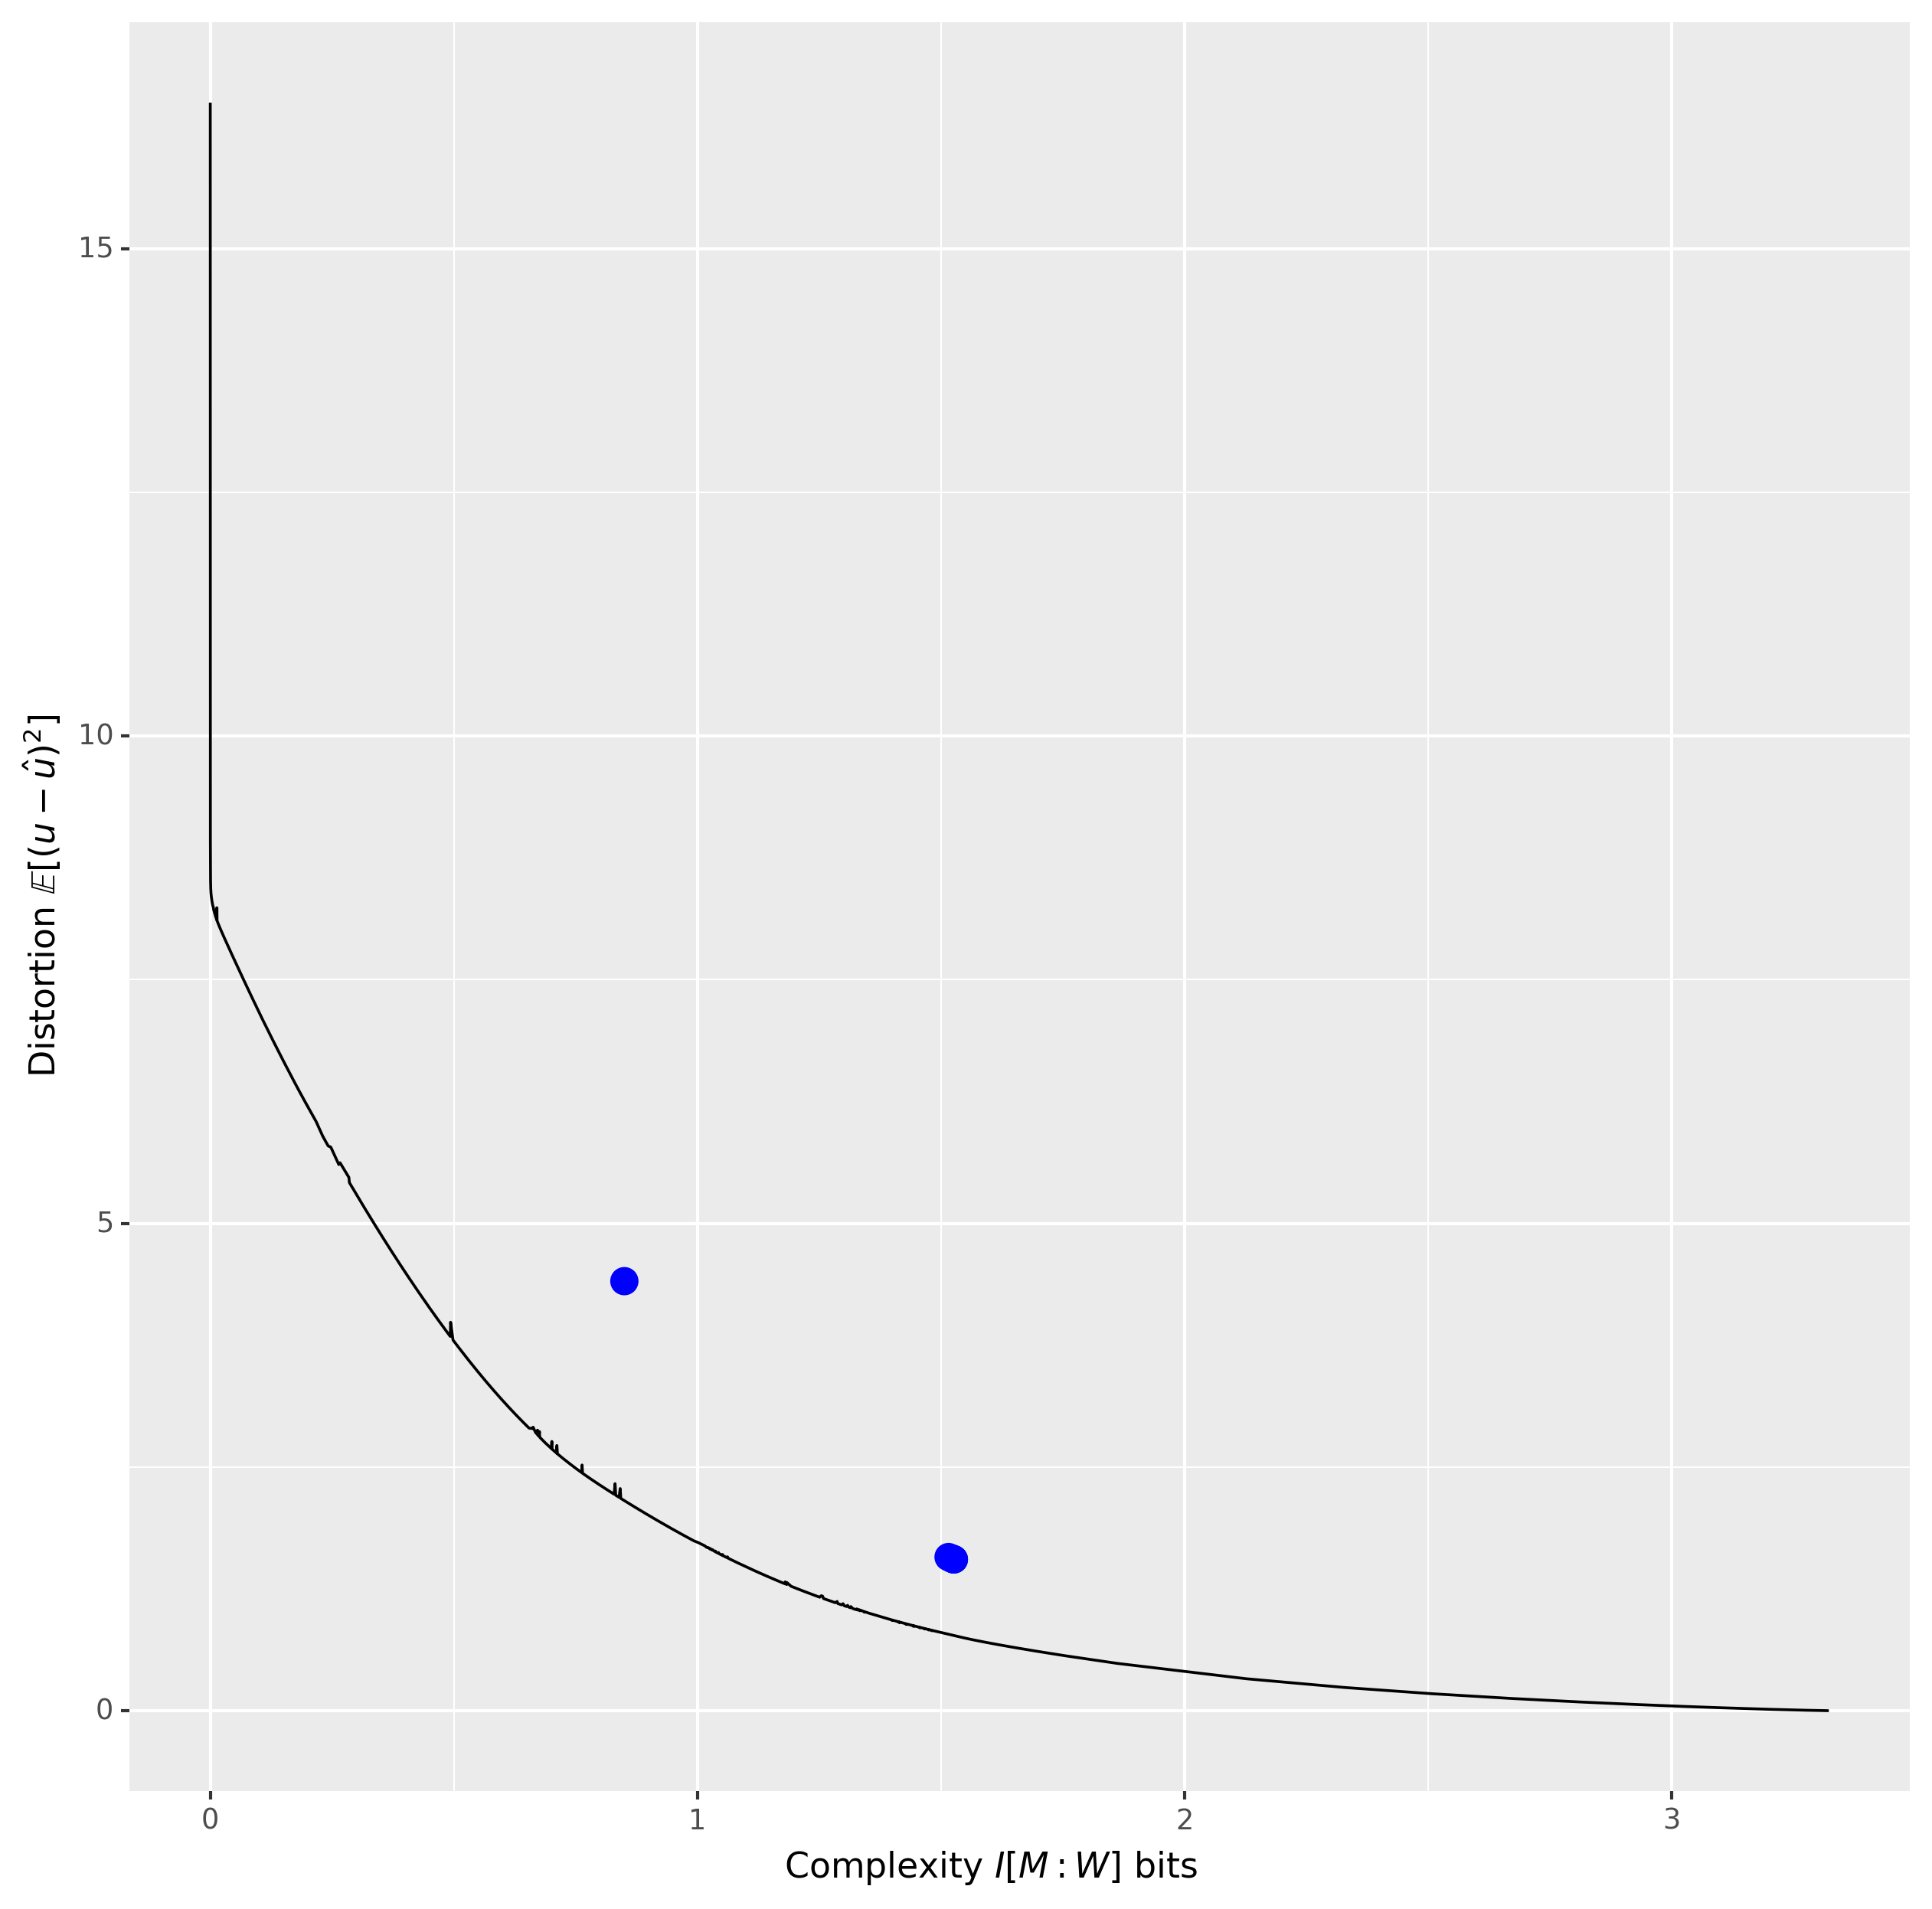 15
10
5
0
0 1 2 3
Complexity I[M : W] bits
Distortion 𝔼[(u − û)²]